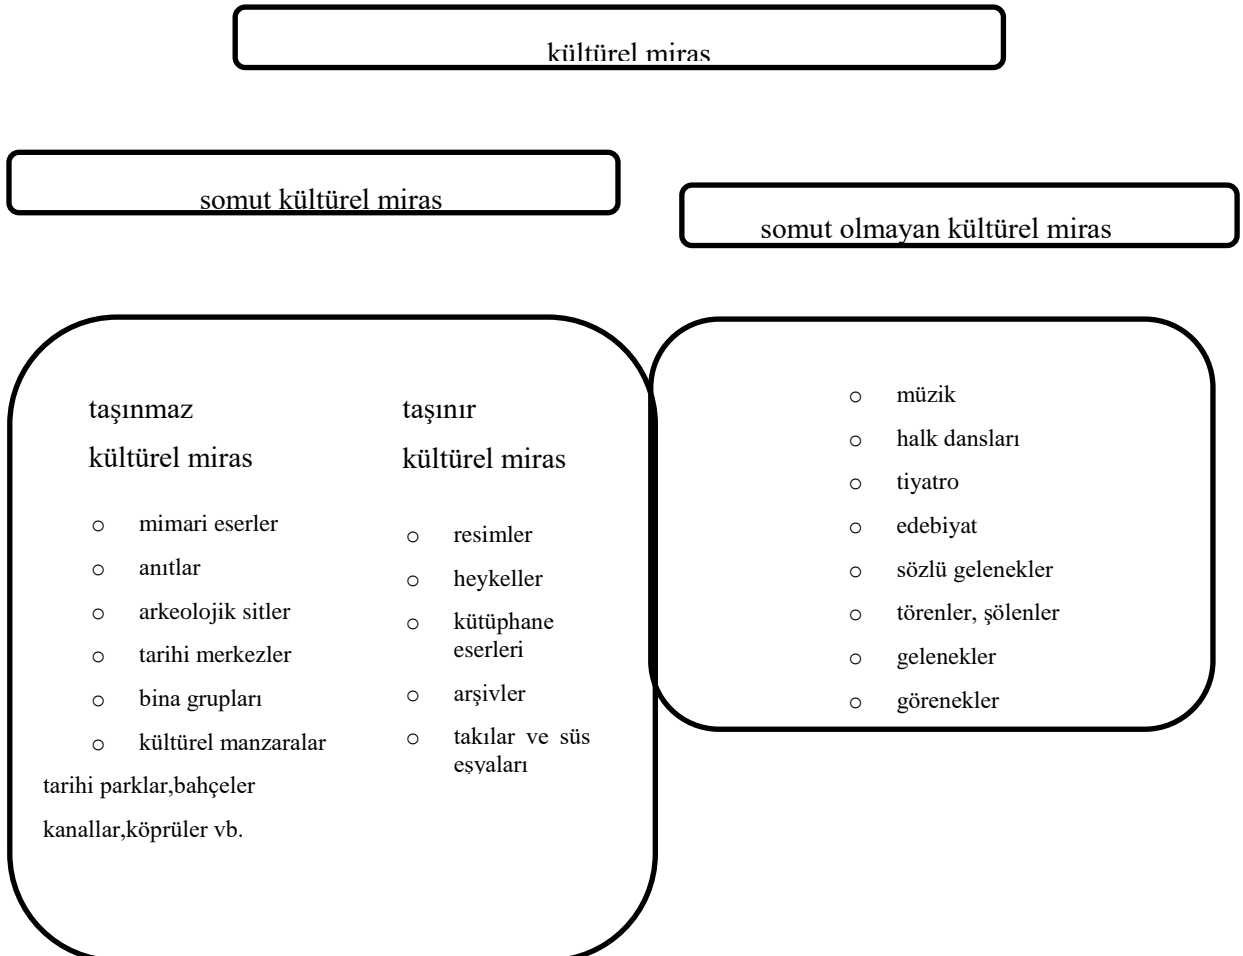 kültürel miras
somut kültürel miras
somut olmayan kültürel miras
taşınmaz
kültürel miras
o mimari eserler
o anıtlar
o arkeolojik sitler
o tarihi merkezler
o bina grupları
o kültürel manzaralar
tarihi parklar,bahçeler
kanallar,köprüler vb.
taşınır
kültürel miras
o resimler
o heykeller
o kütüphane
eserleri
o arşivler
o takılar ve süs
eşyaları
o müzik
o halk dansları
o tiyatro
o edebiyat
o sözlü gelenekler
o törenler, şölenler
o gelenekler
o görenekler